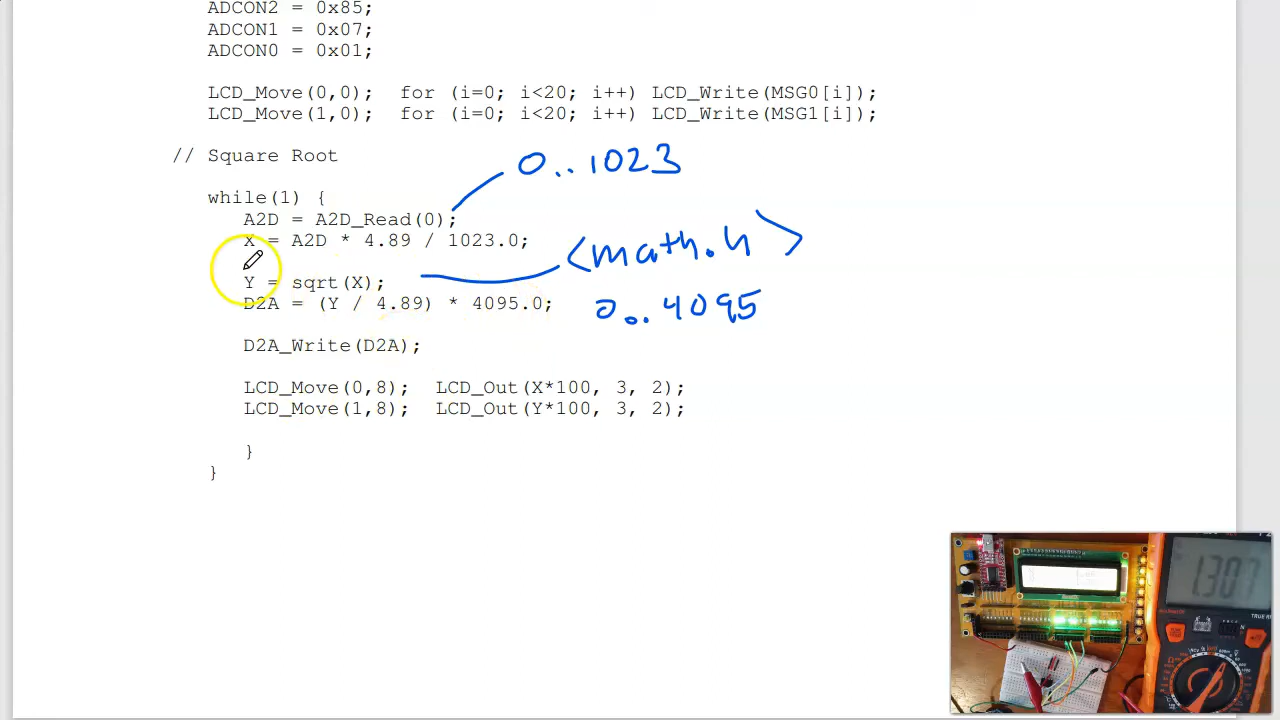 ADCON2 = 0x85;
ADCON1 = 0x07;
ADCON0 = 0x01;
LCD_Move(0,0);  for (i=0; i<20; i++) LCD_Write(MSG0[i]);
LCD_Move(1,0);  for (i=0; i<20; i++) LCD_Write(MSG1[i]);
// Square Root
0..1023
while(1) {
A2D = A2D_Read(0);
X = A2D * 4.89 / 1023.0;
<math.h>
Y = sqrt(X);
D2A = (Y / 4.89) * 4095.0;
0..4095
D2A_Write(D2A);
LCD_Move(0,8);  LCD_Out(X*100, 3, 2);
LCD_Move(1,8);  LCD_Out(Y*100, 3, 2);
}
}
1.307